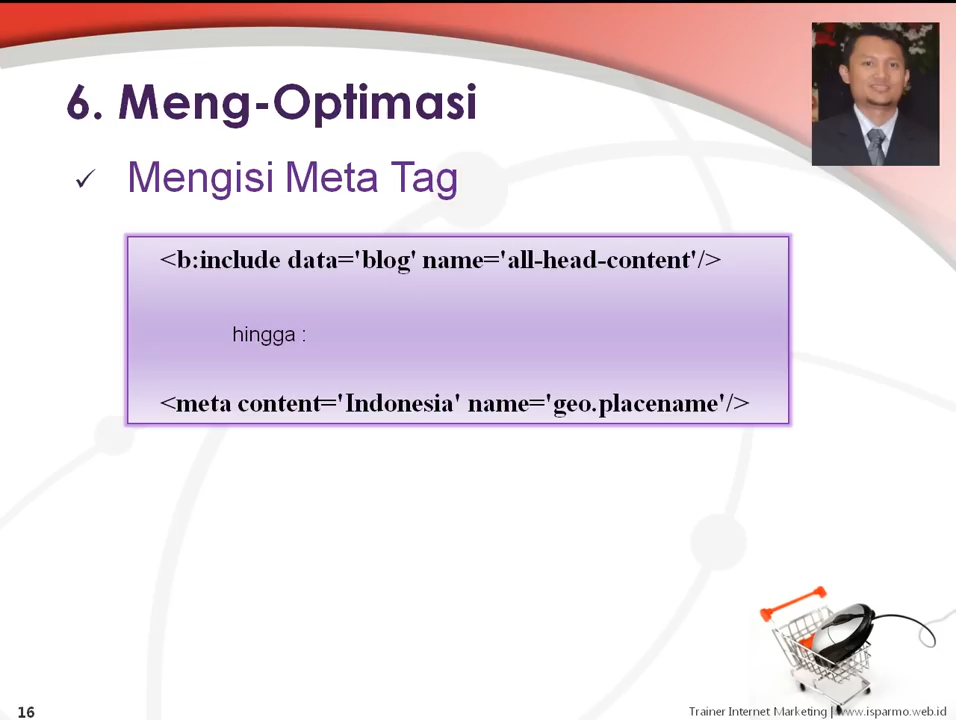 6. Meng-Optimasi
✓ Mengisi Meta Tag
<b:include data='blog' name='all-head-content'/>
hingga :
<meta content='Indonesia' name='geo.placename'/>
16
Trainer Internet Marketing | www.isparmo.web.id